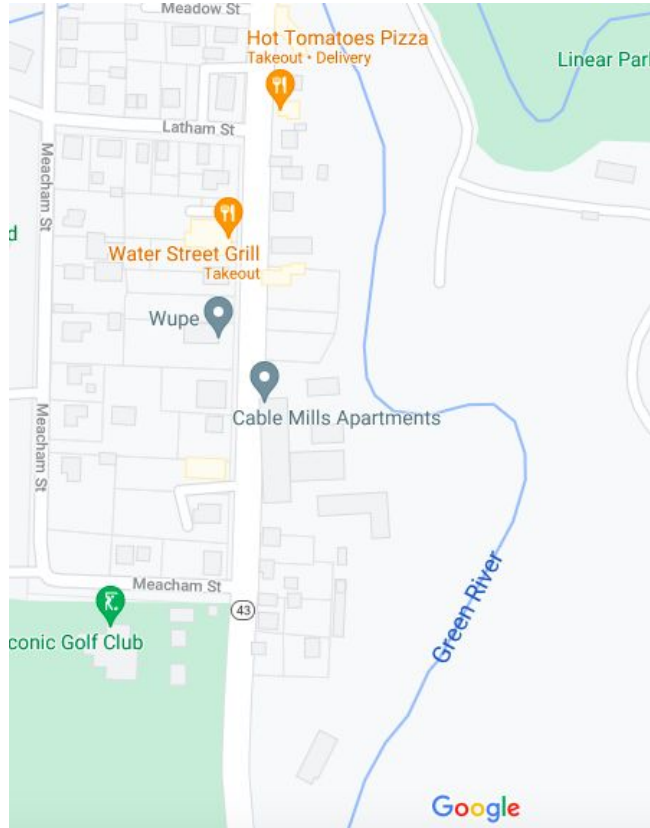 Meadow St
Hot Tomatoes Pizza
Takeout • Delivery
Linear Par
Latham St
Meacham St
d
Water Street Grill
Takeout
Wupe
Cable Mills Apartments
Meacham St
Meacham St
43
conic Golf Club
Green River
Google